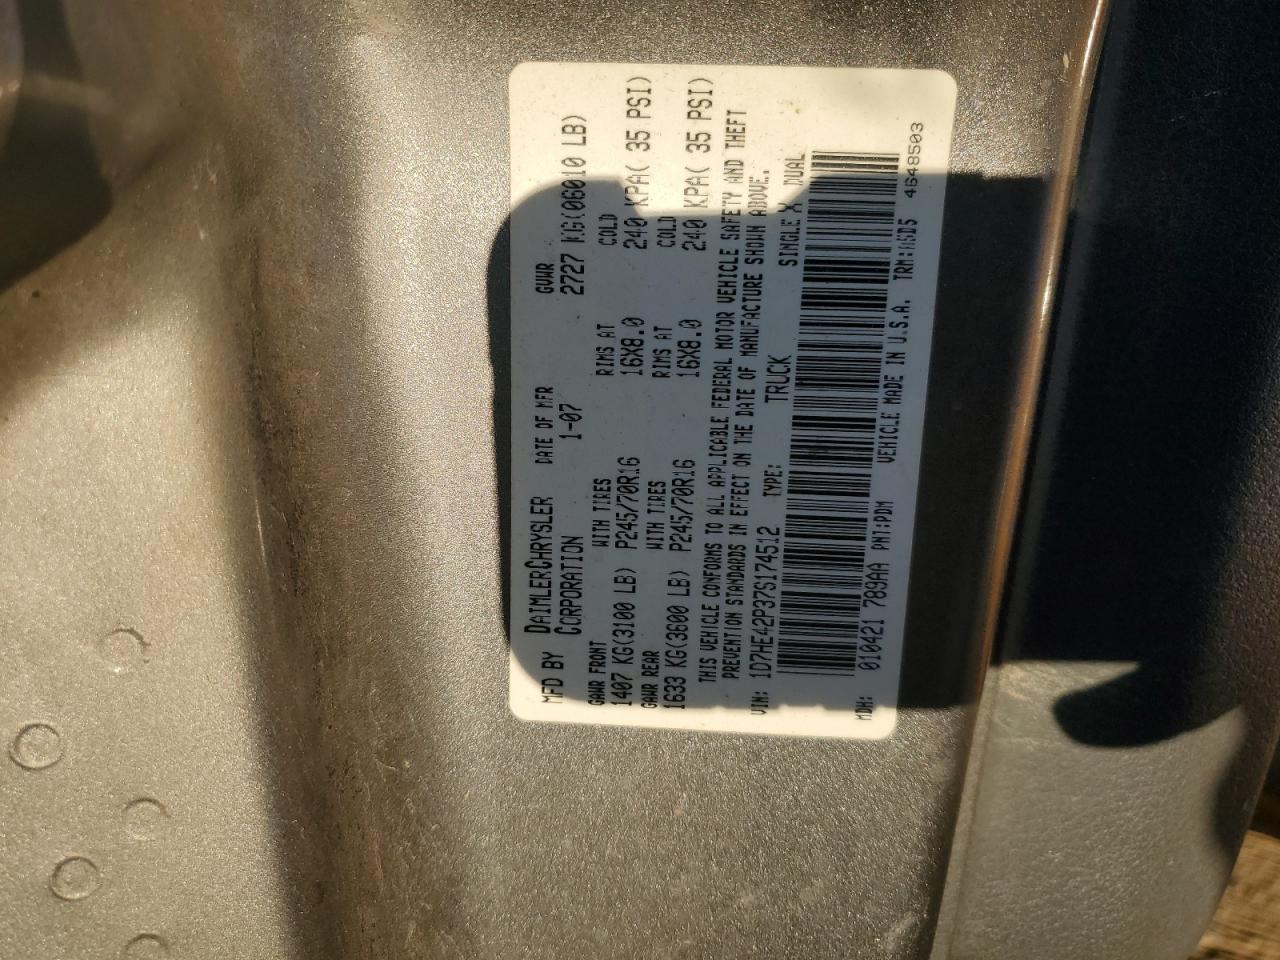 MFD BY DAIMLERCHRYSLER CORPORATION DATE OF MFR 1-07 GVWR 2727 KG(06010 LB)
GAWR FRONT WITH TIRES RIMS AT COLD
1407 KG(3100 LB) P245/70R16 16X8.0 240 KPA( 35 PSI)
GAWR REAR WITH TIRES RIMS AT COLD
1633 KG(3600 LB) P245/70R16 16X8.0 240 KPA( 35 PSI)
THIS VEHICLE CONFORMS TO ALL APPLICABLE FEDERAL MOTOR VEHICLE SAFETY AND THEFT
PREVENTION STANDARDS IN EFFECT ON THE DATE OF MANUFACTURE SHOWN ABOVE.
VIN: 1D7HE42P37S174512 TYPE: TRUCK SINGLE X DUAL
MDH: 010421 789AA PNT:PDM VEHICLE MADE IN U.S.A. TRM:ASD5
4648503